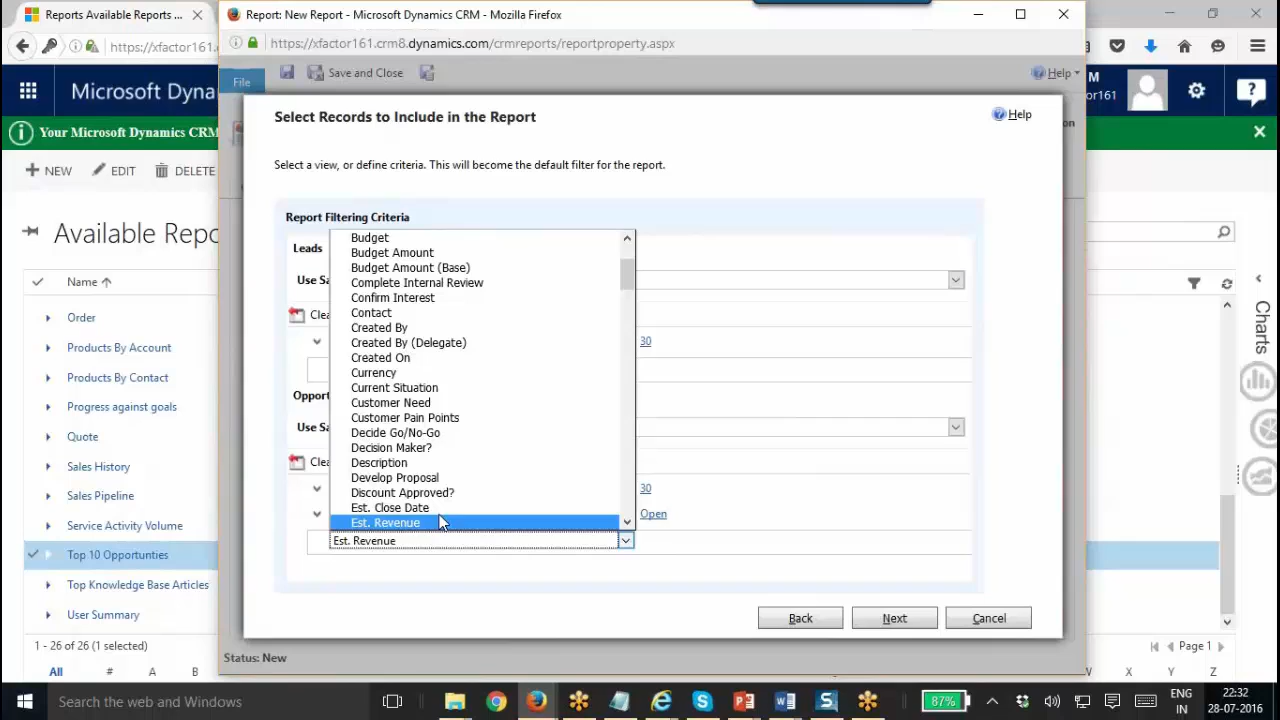 Reports Available Reports ...
Report: New Report - Microsoft Dynamics CRM - Mozilla Firefox
https://xfactor161.
https://xfactor161.crm8.dynamics.com/crmreports/reportproperty.aspx
File
Save and Close
Help
Microsoft Dyna
M
or161
Your Microsoft Dynamics CRM
NEW
EDIT
DELETE
Available Repo
Name
Order
Products By Account
Products By Contact
Progress against goals
Quote
Sales History
Sales Pipeline
Service Activity Volume
Top 10 Opportunties
Top Knowledge Base Articles
User Summary
1 - 26 of 26 (1 selected)
Page 1
All # A B
W X Y Z
Charts
Select Records to Include in the Report
Help
Select a view, or define criteria. This will become the default filter for the report.
Report Filtering Criteria
Leads
Use Sa
Clea
30
Opport
Use Sa
Clea
30
Open
Budget
Budget Amount
Budget Amount (Base)
Complete Internal Review
Confirm Interest
Contact
Created By
Created By (Delegate)
Created On
Currency
Current Situation
Customer Need
Customer Pain Points
Decide Go/No-Go
Decision Maker?
Description
Develop Proposal
Discount Approved?
Est. Close Date
Est. Revenue
Est. Revenue
Back
Next
Cancel
Status: New
Search the web and Windows
87%
ENG
IN
22:32
28-07-2016